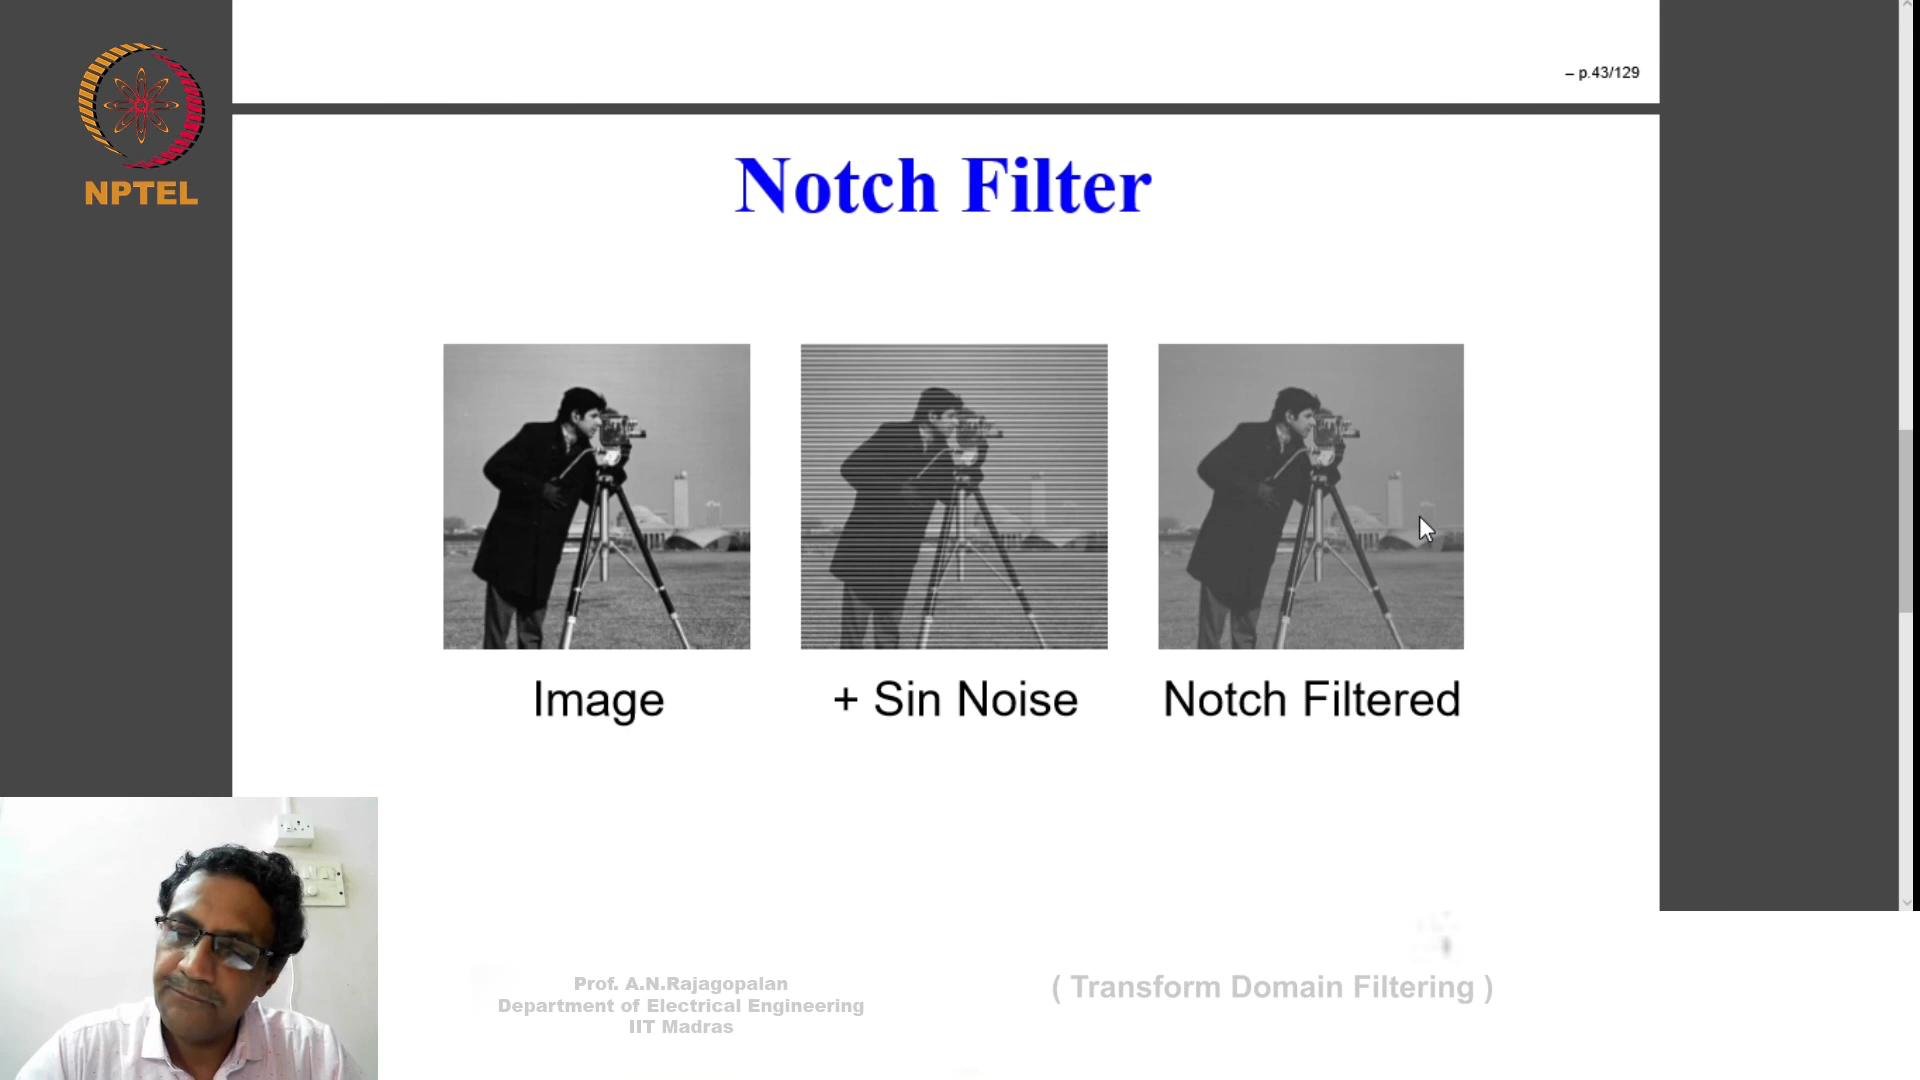 – p.43/129
NPTEL
Notch Filter
Image
+ Sin Noise
Notch Filtered
Prof. A.N.Rajagopalan
Department of Electrical Engineering
IIT Madras
( Transform Domain Filtering )